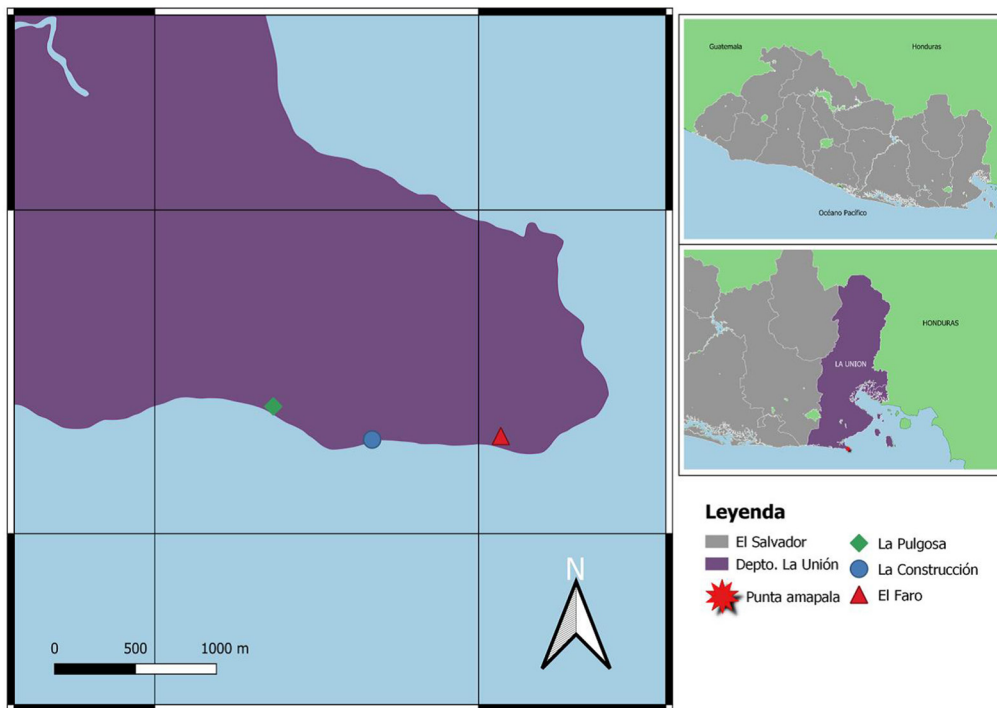 Guatemala
Honduras
Océano Pacífico
HONDURAS
LA UNION
Leyenda
El Salvador
Depto. La Unión
Punta amapala
La Pulgosa
La Construcción
El Faro
N
0 500 1000 m